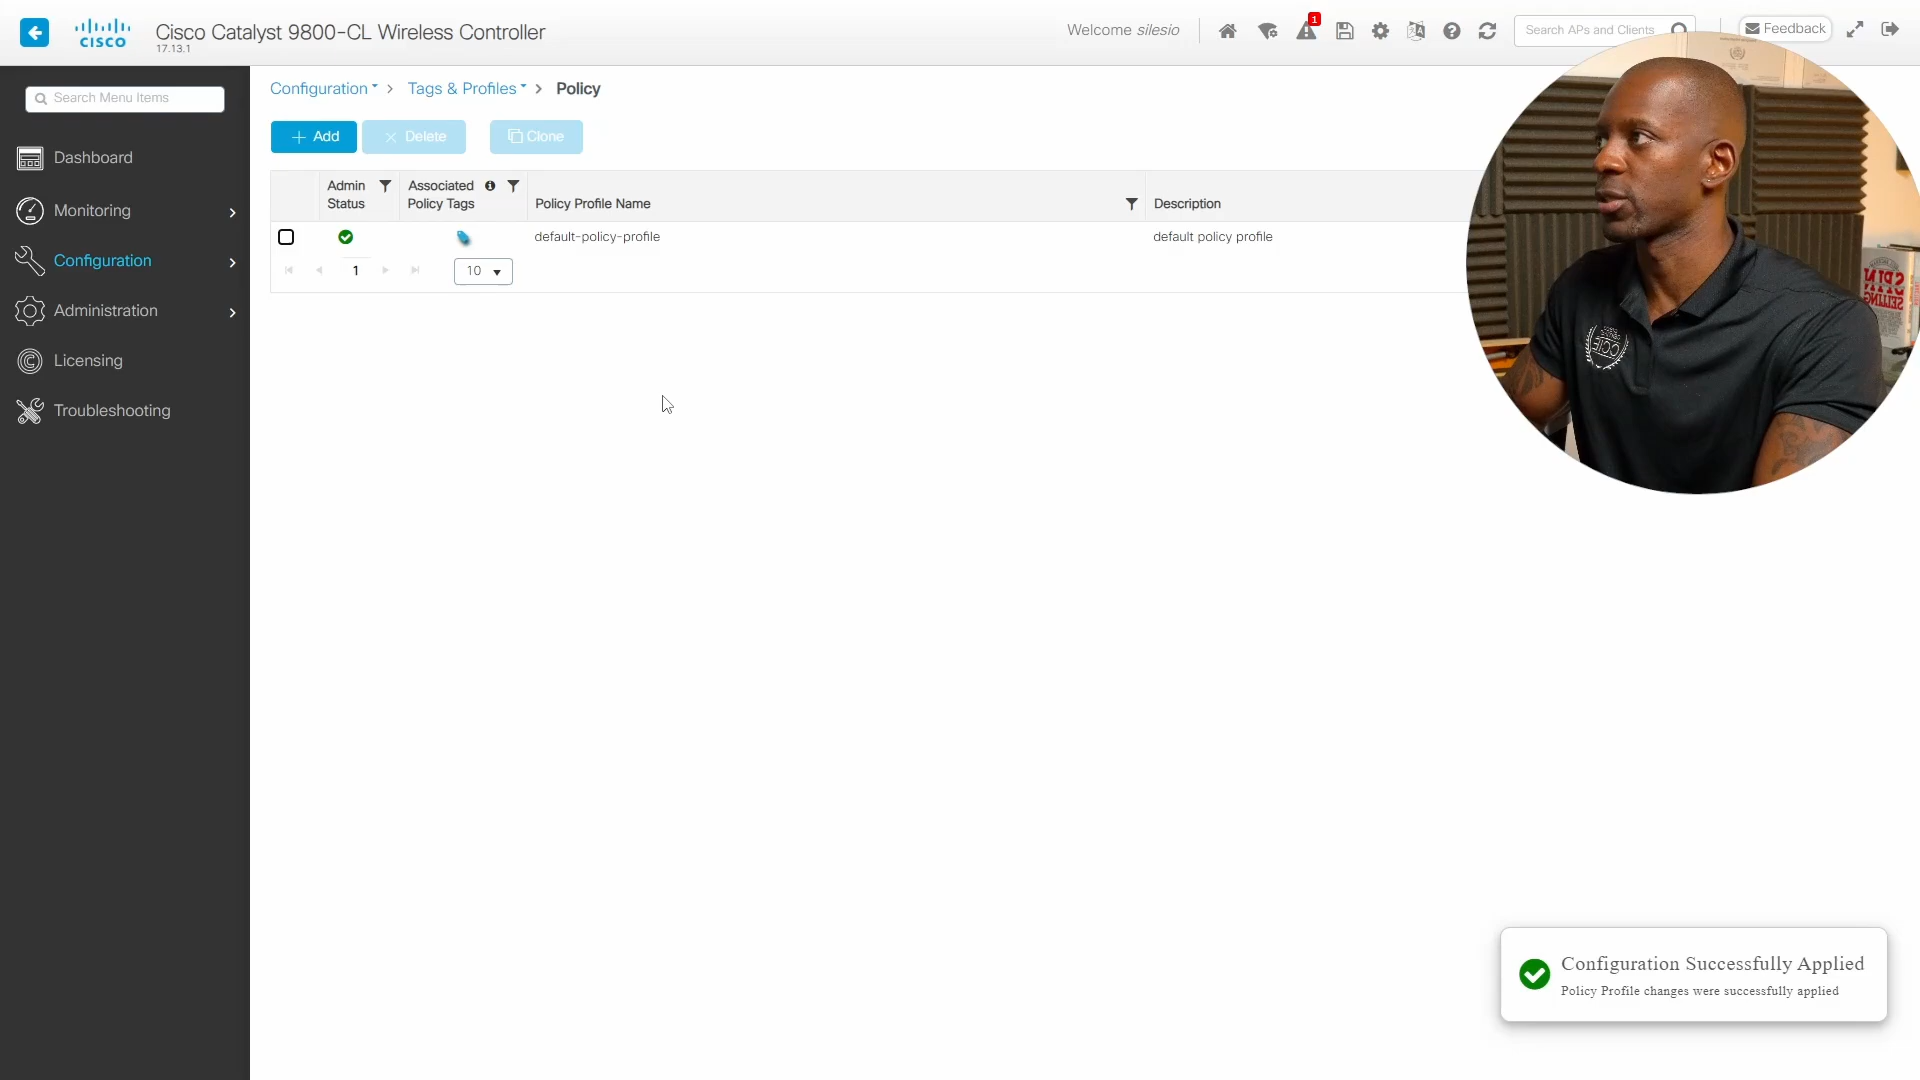 CISCO
Cisco Catalyst 9800-CL Wireless Controller
17.13.1
Welcome silesio
1
Search APs and Clients
Feedback
Search Menu Items
Dashboard
Monitoring
Configuration
Administration
Licensing
Troubleshooting
Configuration > Tags & Profiles > Policy
+ Add
× Delete
Clone
Admin Status
Associated Policy Tags
Policy Profile Name
Description
default-policy-profile
default policy profile
1
10
SPIN
SELLING
CCIE
Configuration Successfully Applied
Policy Profile changes were successfully applied